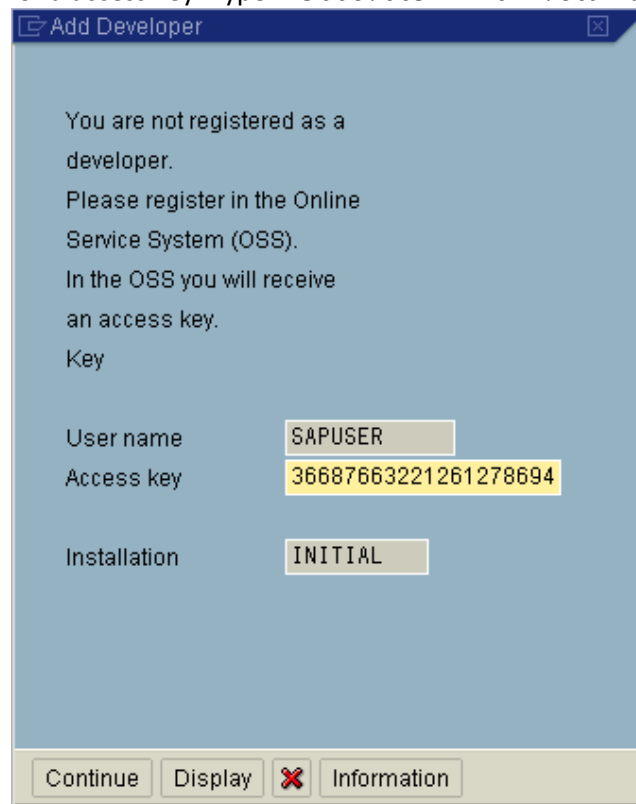 Add Developer
You are not registered as a
developer.
Please register in the Online
Service System (OSS).
In the OSS you will receive
an access key.
Key
User name SAPUSER
Access key 36687663221261278694
Installation INITIAL
Continue Display Information